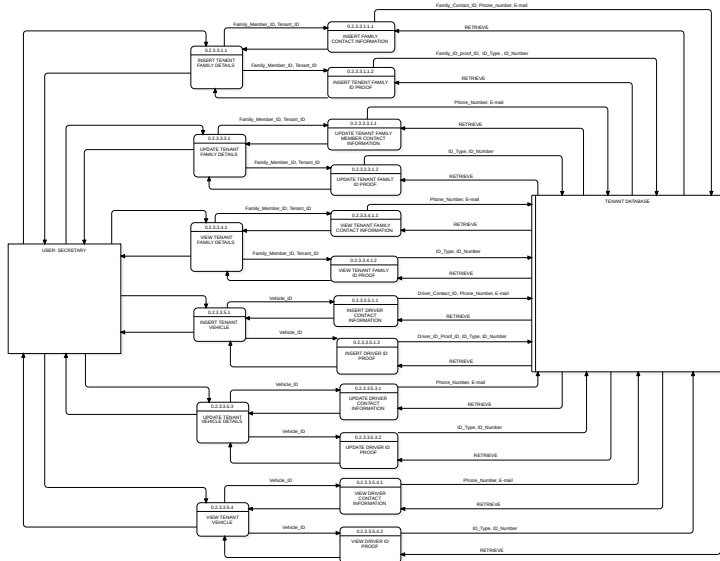 Family_Contact_ID, Phone_number, E-mail
0.2.3.3.1.1.1
INSERT FAMILY
CONTACT INFORMATION
Family_Member_ID, Tenant_ID
RETRIEVE
0.2.3.3.1.1
INSERT TENENT
FAMILY DETAILS
Family_ID_proof_ID, ID_Type , ID_Number
Family_Member_ID, Tenant_ID
0.2.3.3.1.1.2
INSERT TENENT FAMILY
ID PROOF
RETRIEVE
Phone_Number, E-mail
Family_Member_ID, Tenant_ID
0.2.3.3.3.1.1
UPDATE TENANT FAMILY
MEMBER CONTACT
INFORMATION
RETRIEVE
0.2.3.3.3.1
UPDATE TENANT
FAMILY DETAILS
ID_Type, ID_NUmber
Family_Member_ID, Tenant_ID
0.2.3.3.3.1.2
UPDATE TENANT FAMILT
ID PROOF
RETRIEVE
Phone_Number, E-mail
TENANT DATABASE
Family_Member_ID, Tenant_ID
0.2.3.3.4.1.1
VIEW TENANT FAMILY
CONTACT INFORMATION
RETRIEVE
0.2.3.3.4.1
VIEW TENANT
FAMILY DETAILS
USER: SECRETARY
ID_Type, ID_Number
Family_Member_ID, Tenant_ID
0.2.3.3.4.1.2
VIEW TENANT FAMILY
ID PROOF
RETRIEVE
Driver_Contact_ID, Phone_Number, E-mail
Vehicle_ID
0.2.3.3.5.1.1
INSERT DRIVER
CONTACT
INFORMATION
RETRIEVE
0.2.3.3.5.1
INSERT TENANT
VEHICLE
Driver_ID_Proof_ID, ID_Type, ID_Number
Vehicle_ID
0.2.3.3.5.1.2
INSERT DRIVER ID
PROOF
RETRIEVE
Phone_Number, E-mail
Vehicle_ID
0.2.3.3.5.3.1
UPDATE DRIVER
CONTACT
INFORMATION
RETRIEVE
0.2.3.3.5.3
UPDATE TENANT
VEHICLE DETAILS
ID_Type, ID_Number
Vehicle_ID
0.2.3.3.5.3.2
UPDATE DRIVER ID
PROOF
RETRIEVE
Phone_Number, E-mail
Vehicle_ID
0.2.3.3.5.4.1
VIEW DRIVER
CONTACT
INFORMATION
RETRIEVE
0.2.3.3.5.4
VIEW TENANT
VEHICLE
ID_Type, ID_Number
Vehicle_ID
0.2.3.3.5.4.2
VIEW DRIVER ID
PROOF
RETRIEVE